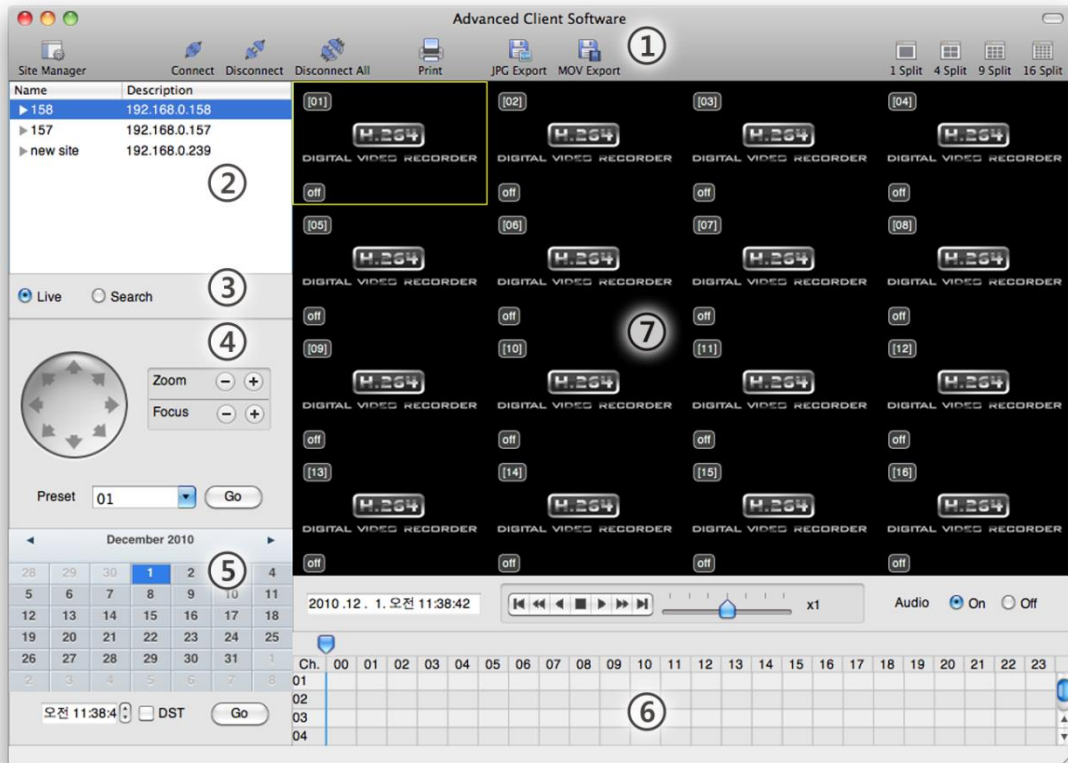 Advanced Client Software
①
Site Manager Connect Disconnect Disconnect All Print JPG Export MOV Export 1 Split 4 Split 9 Split 16 Split
Name Description
158 192.168.0.158
157 192.168.0.157
new site 192.168.0.239
②
③
Live Search
④
Zoom − +
Focus − +
Preset 01 Go
December 2010
28 29 30 1 2 ⑤ 4
5 6 7 8 9 10 11
12 13 14 15 16 17 18
19 20 21 22 23 24 25
26 27 28 29 30 31 1
2 3 4 5 6 7 8
오전 11:38:4 DST Go
[01] [02] [03] [04]
H.264 H.264 H.264 H.264
DIGITAL VIDEO RECORDER DIGITAL VIDEO RECORDER DIGITAL VIDEO RECORDER DIGITAL VIDEO RECORDER
off off off off
[05] [06] [07] [08]
H.264 H.264 H.264 H.264
DIGITAL VIDEO RECORDER DIGITAL VIDEO RECORDER DIGITAL VIDEO RECORDER DIGITAL VIDEO RECORDER
off off ⑦ off off
[09] [10] [11] [12]
H.264 H.264 H.264 H.264
DIGITAL VIDEO RECORDER DIGITAL VIDEO RECORDER DIGITAL VIDEO RECORDER DIGITAL VIDEO RECORDER
off off off off
[13] [14] [15] [16]
H.264 H.264 H.264 H.264
DIGITAL VIDEO RECORDER DIGITAL VIDEO RECORDER DIGITAL VIDEO RECORDER DIGITAL VIDEO RECORDER
off off off off
2010 .12 . 1. 오전 11:38:42 x1 Audio On Off
Ch. 00 01 02 03 04 05 06 07 08 09 10 11 12 13 14 15 16 17 18 19 20 21 22 23
01
02
03 ⑥
04